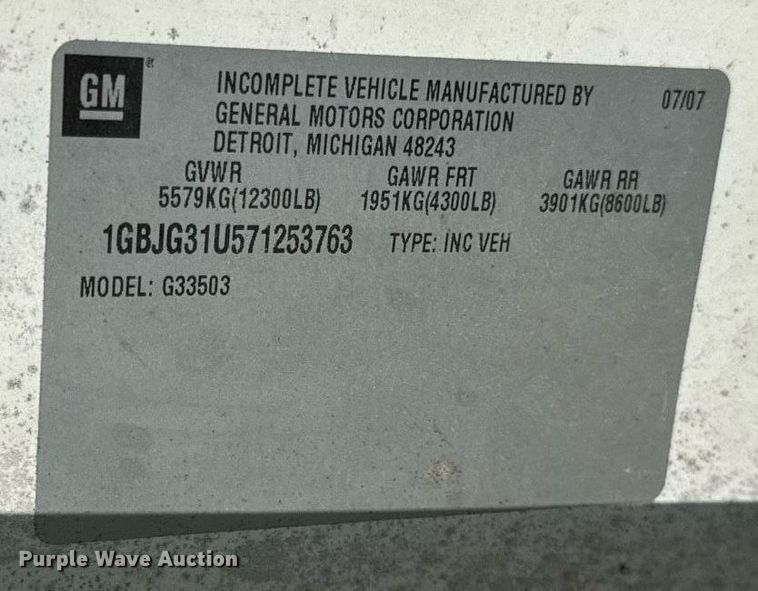 GM
INCOMPLETE VEHICLE MANUFACTURED BY 07/07
GENERAL MOTORS CORPORATION
DETROIT, MICHIGAN 48243
GVWR GAWR FRT GAWR RR
5579KG(12300LB) 1951KG(4300LB) 3901KG(8600LB)
1GBJG31U571253763 TYPE: INC VEH
MODEL: G33503
Purple Wave Auction